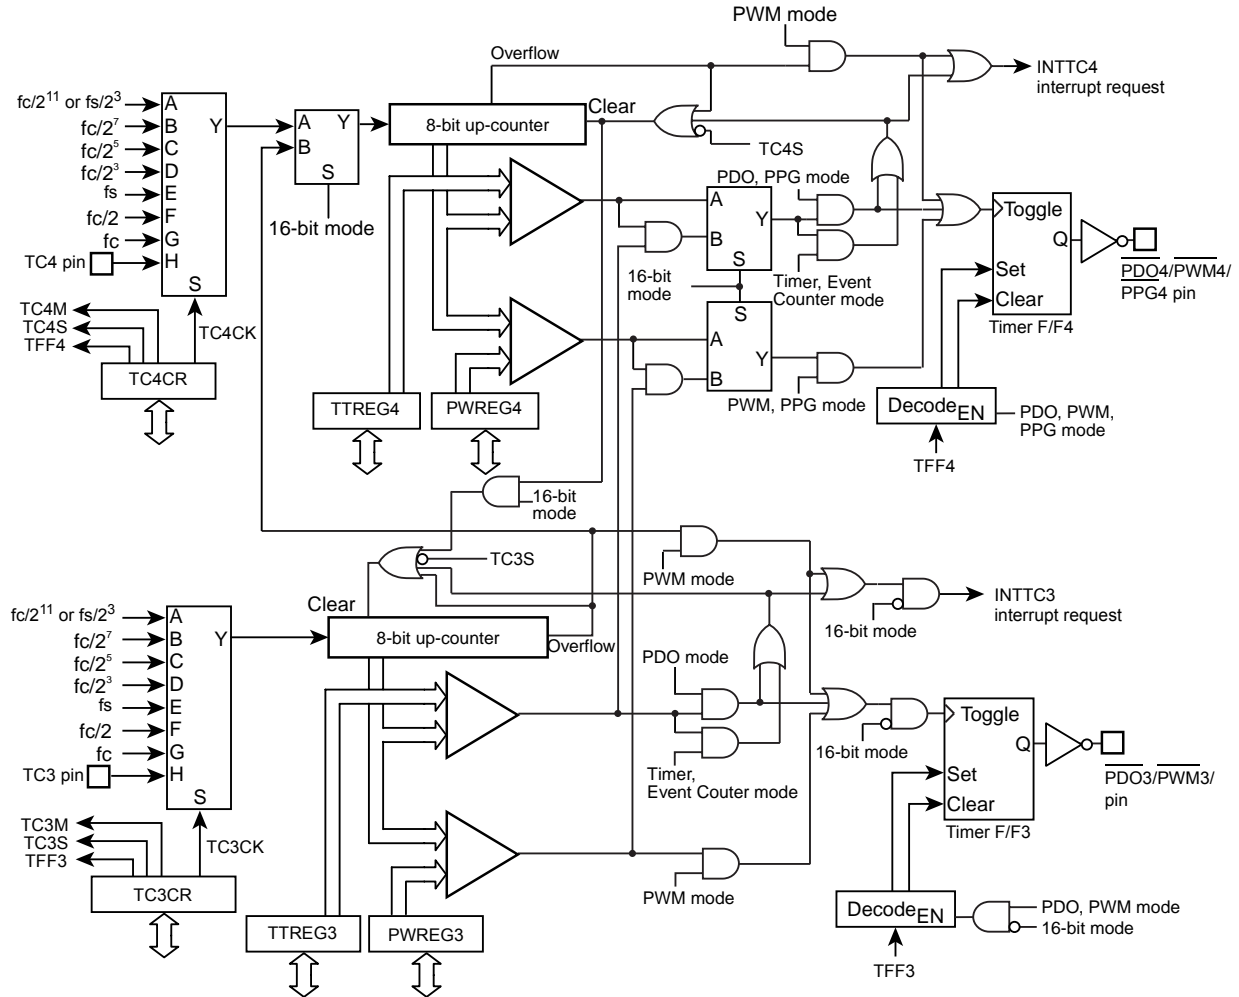 PWM mode
Overflow
INTTC4
interrupt request
fc/2¹¹ or fs/2³
fc/2⁷
fc/2⁵
fc/2³
fs
fc/2
fc
TC4 pin
A
B
C
D
E
F
G
H
Y
S
A
B
Y
S
16-bit mode
8-bit up-counter
Clear
TC4S
PDO, PPG mode
A
B
Y
S
16-bit
mode
Timer, Event
Counter mode
S
A
B
Y
PWM, PPG mode
Toggle
Q
Set
Clear
Timer F/F4
PDO4/PWM4/
PPG4 pin
TC4M
TC4S
TFF4
TC4CK
TC4CR
TTREG4
PWREG4
Decode EN
PDO, PWM,
PPG mode
TFF4
16-bit
mode
TC3S
PWM mode
INTTC3
interrupt request
16-bit mode
fc/2¹¹ or fs/2³
fc/2⁷
fc/2⁵
fc/2³
fs
fc/2
fc
TC3 pin
A
B
C
D
E
F
G
H
Y
S
Clear
8-bit up-counter
Overflow
PDO mode
Timer,
Event Couter mode
16-bit mode
Toggle
Q
Set
Clear
Timer F/F3
PDO3/PWM3/
pin
TC3M
TC3S
TFF3
TC3CK
TC3CR
TTREG3
PWREG3
PWM mode
Decode EN
PDO, PWM mode
16-bit mode
TFF3